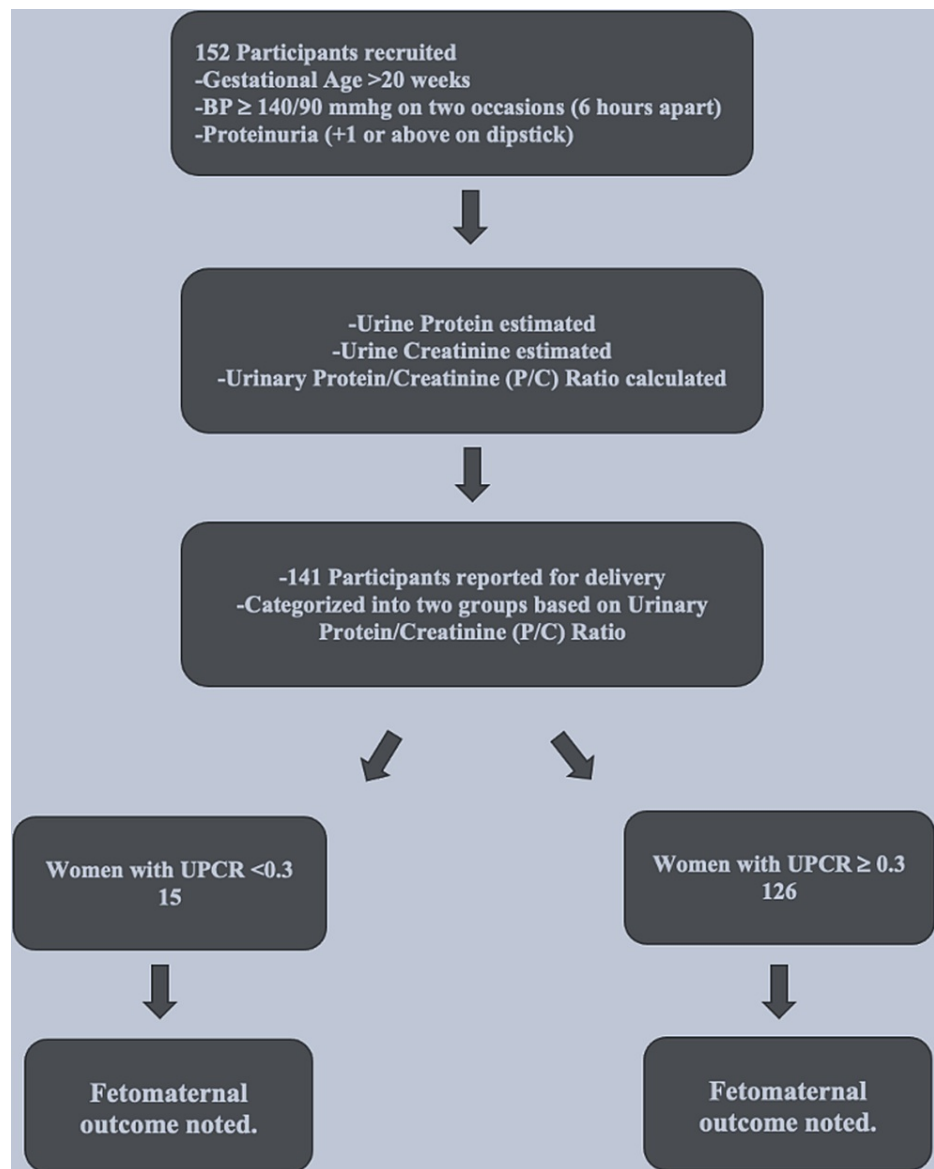 152 Participants recruited
-Gestational Age >20 weeks
-BP ≥ 140/90 mmhg on two occasions (6 hours apart)
-Proteinuria (+1 or above on dipstick)
-Urine Protein estimated
-Urine Creatinine estimated
-Urinary Protein/Creatinine (P/C) Ratio calculated
-141 Participants reported for delivery
-Categorized into two groups based on Urinary
Protein/Creatinine (P/C) Ratio
Women with UPCR <0.3
15
Women with UPCR ≥ 0.3
126
Fetomaternal
outcome noted.
Fetomaternal
outcome noted.